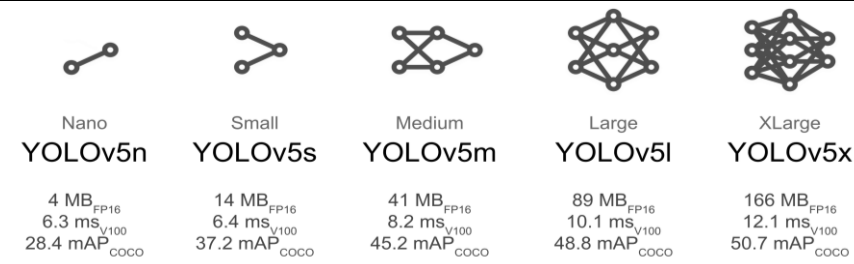 Nano Small Medium Large XLarge
YOLOv5n YOLOv5s YOLOv5m YOLOv5l YOLOv5x
4 MB FP16 14 MB FP16 41 MB FP16 89 MB FP16 166 MB FP16
6.3 ms V100 6.4 ms V100 8.2 ms V100 10.1 ms V100 12.1 ms V100
28.4 mAP COCO 37.2 mAP COCO 45.2 mAP COCO 48.8 mAP COCO 50.7 mAP COCO